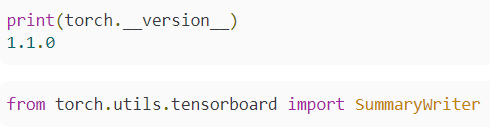 print(torch.__version__)
1.1.0
from torch.utils.tensorboard import SummaryWriter